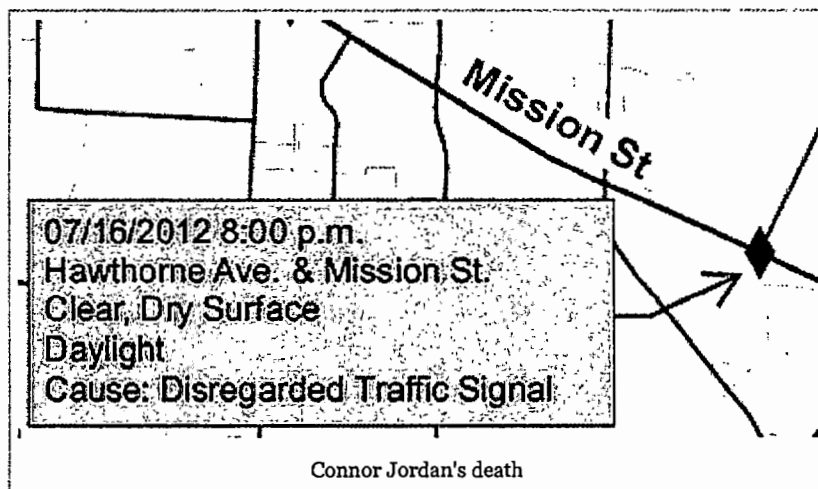 Mission St
07/16/2012 8:00 p.m.
Hawthorne Ave. & Mission St.
Clear, Dry Surface
Daylight
Cause: Disregarded Traffic Signal
Connor Jordan's death